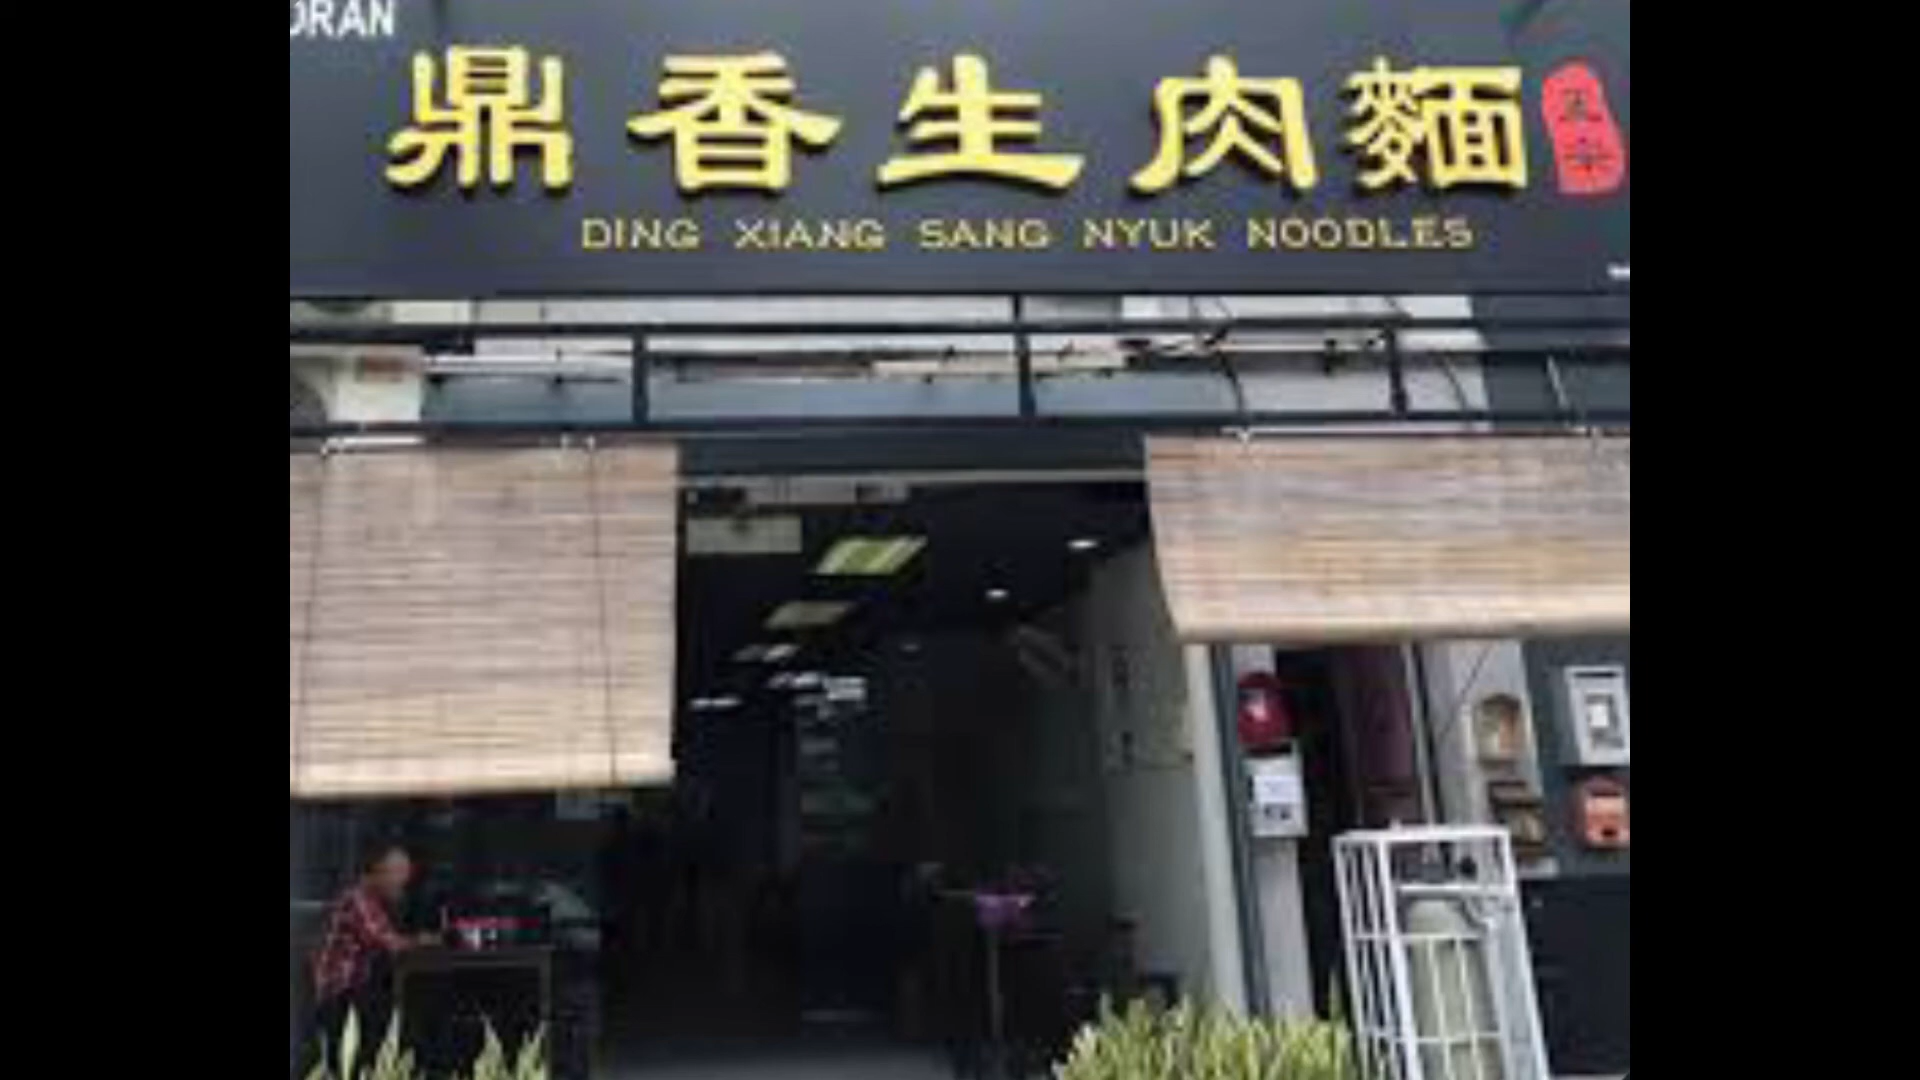 ORAN
鼎香生肉麵
DING XIANG SANG NYUK NOODLES